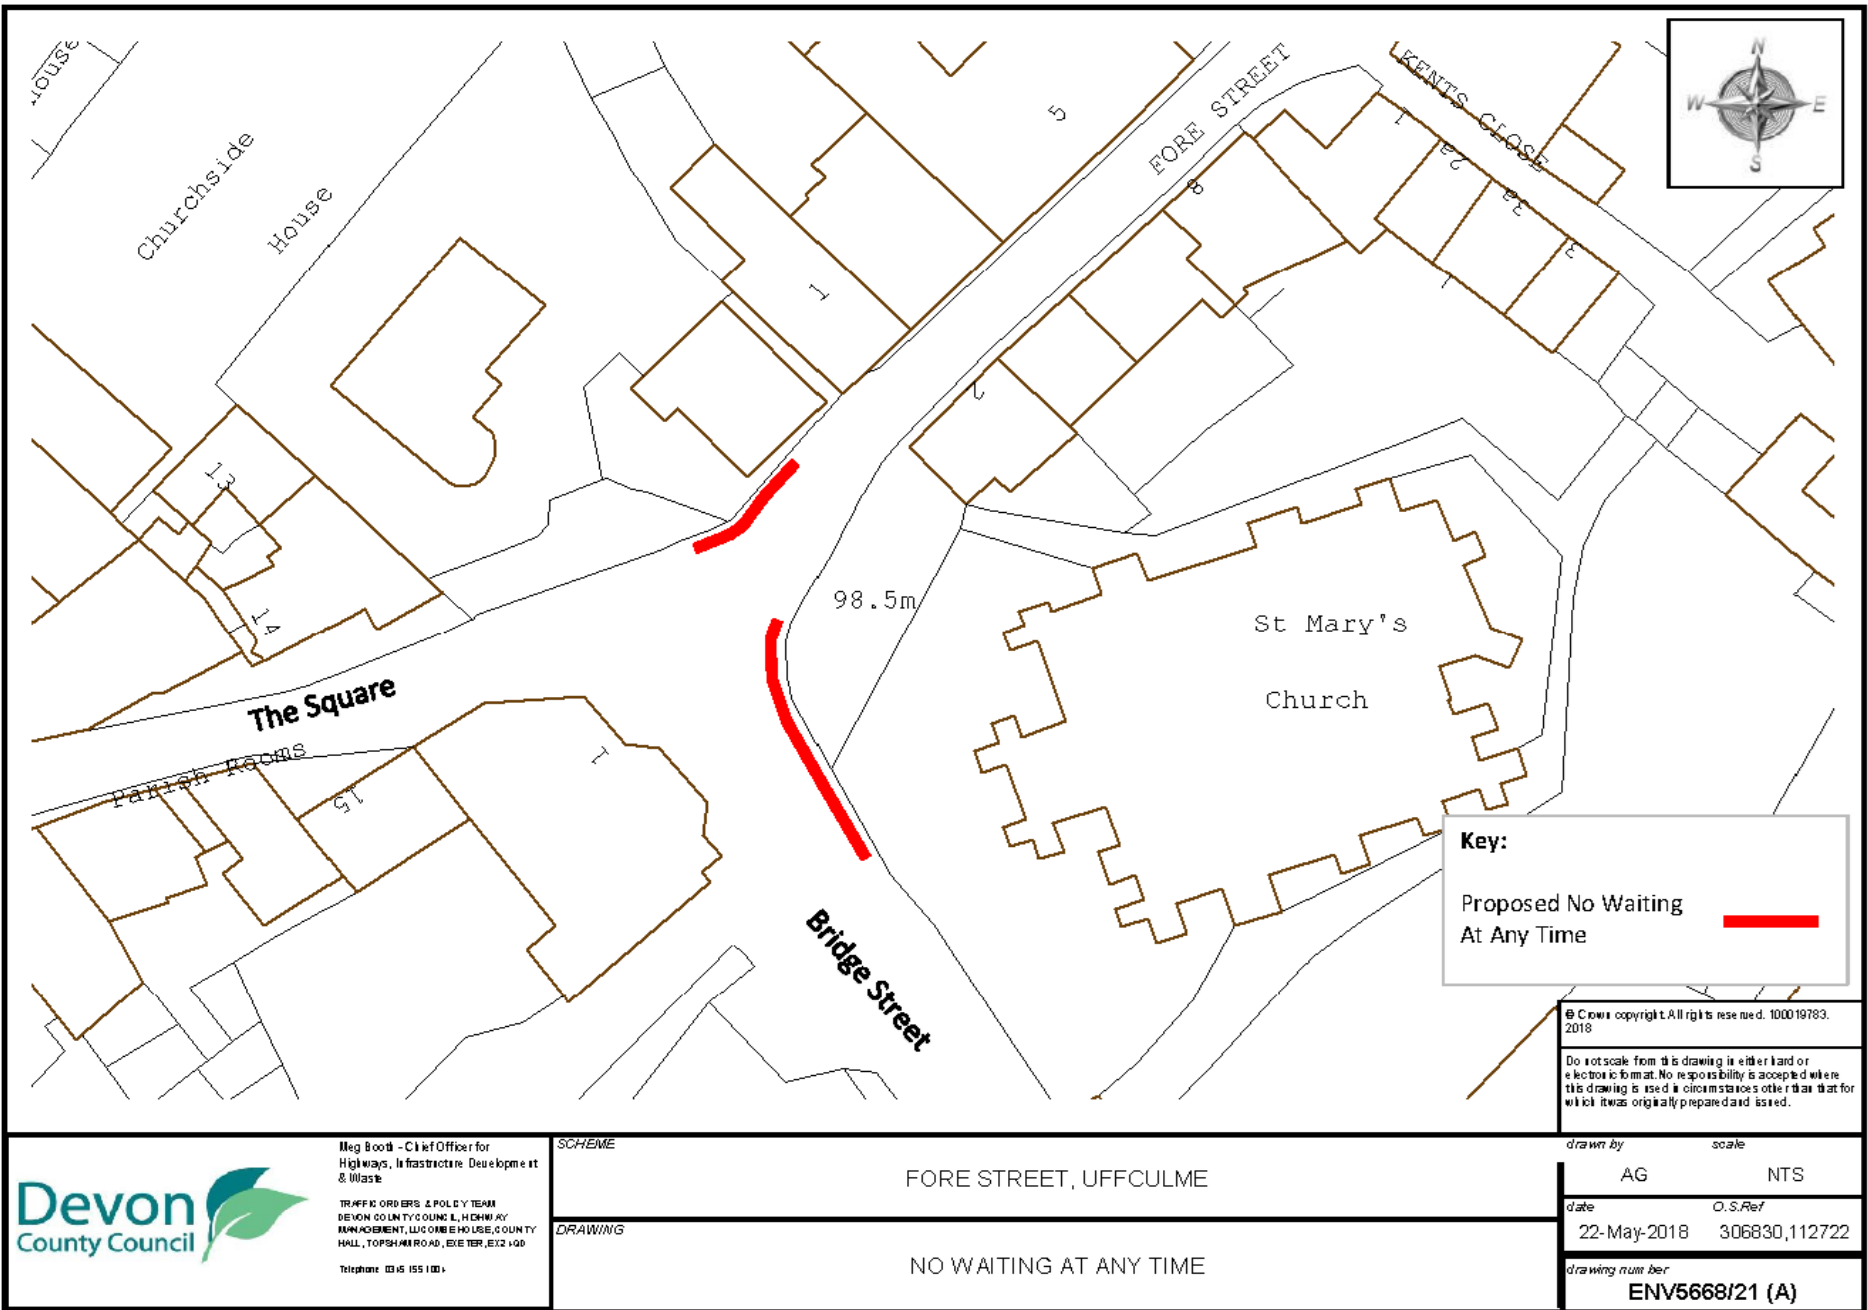 House
Churchside
House
5
FORE STREET
KENTS CLOSE
N
W E
S
1
8
1
2a
3a
3
1
2
13
14
98.5m
St Mary's
Church
The Square
Parish Rooms
15
1
Bridge Street
Key:
Proposed No Waiting
At Any Time
© Crown copyright. All rights reserved. 100019783.
2018
Do not scale from this drawing in either hard or
electronic format. No responsibility is accepted where
this drawing is used in circumstances other than that for
which it was originally prepared and issued.
Devon
County Council
Meg Booth - Chief Officer for
Highways, Infrastructure Development
& Waste
TRAFFIC ORDERS & POLICY TEAM
DEVON COUNTY COUNCIL, HIGHWAY
MANAGEMENT, LUCOMBE HOUSE, COUNTY
HALL, TOPSHAM ROAD, EXETER, EX2 4QD
Telephone 0345 155 1004
SCHEME
FORE STREET, UFFCULME
DRAWING
NO WAITING AT ANY TIME
drawn by scale
AG NTS
date O.S.Ref
22-May-2018 306830,112722
drawing number
ENV5668/21 (A)